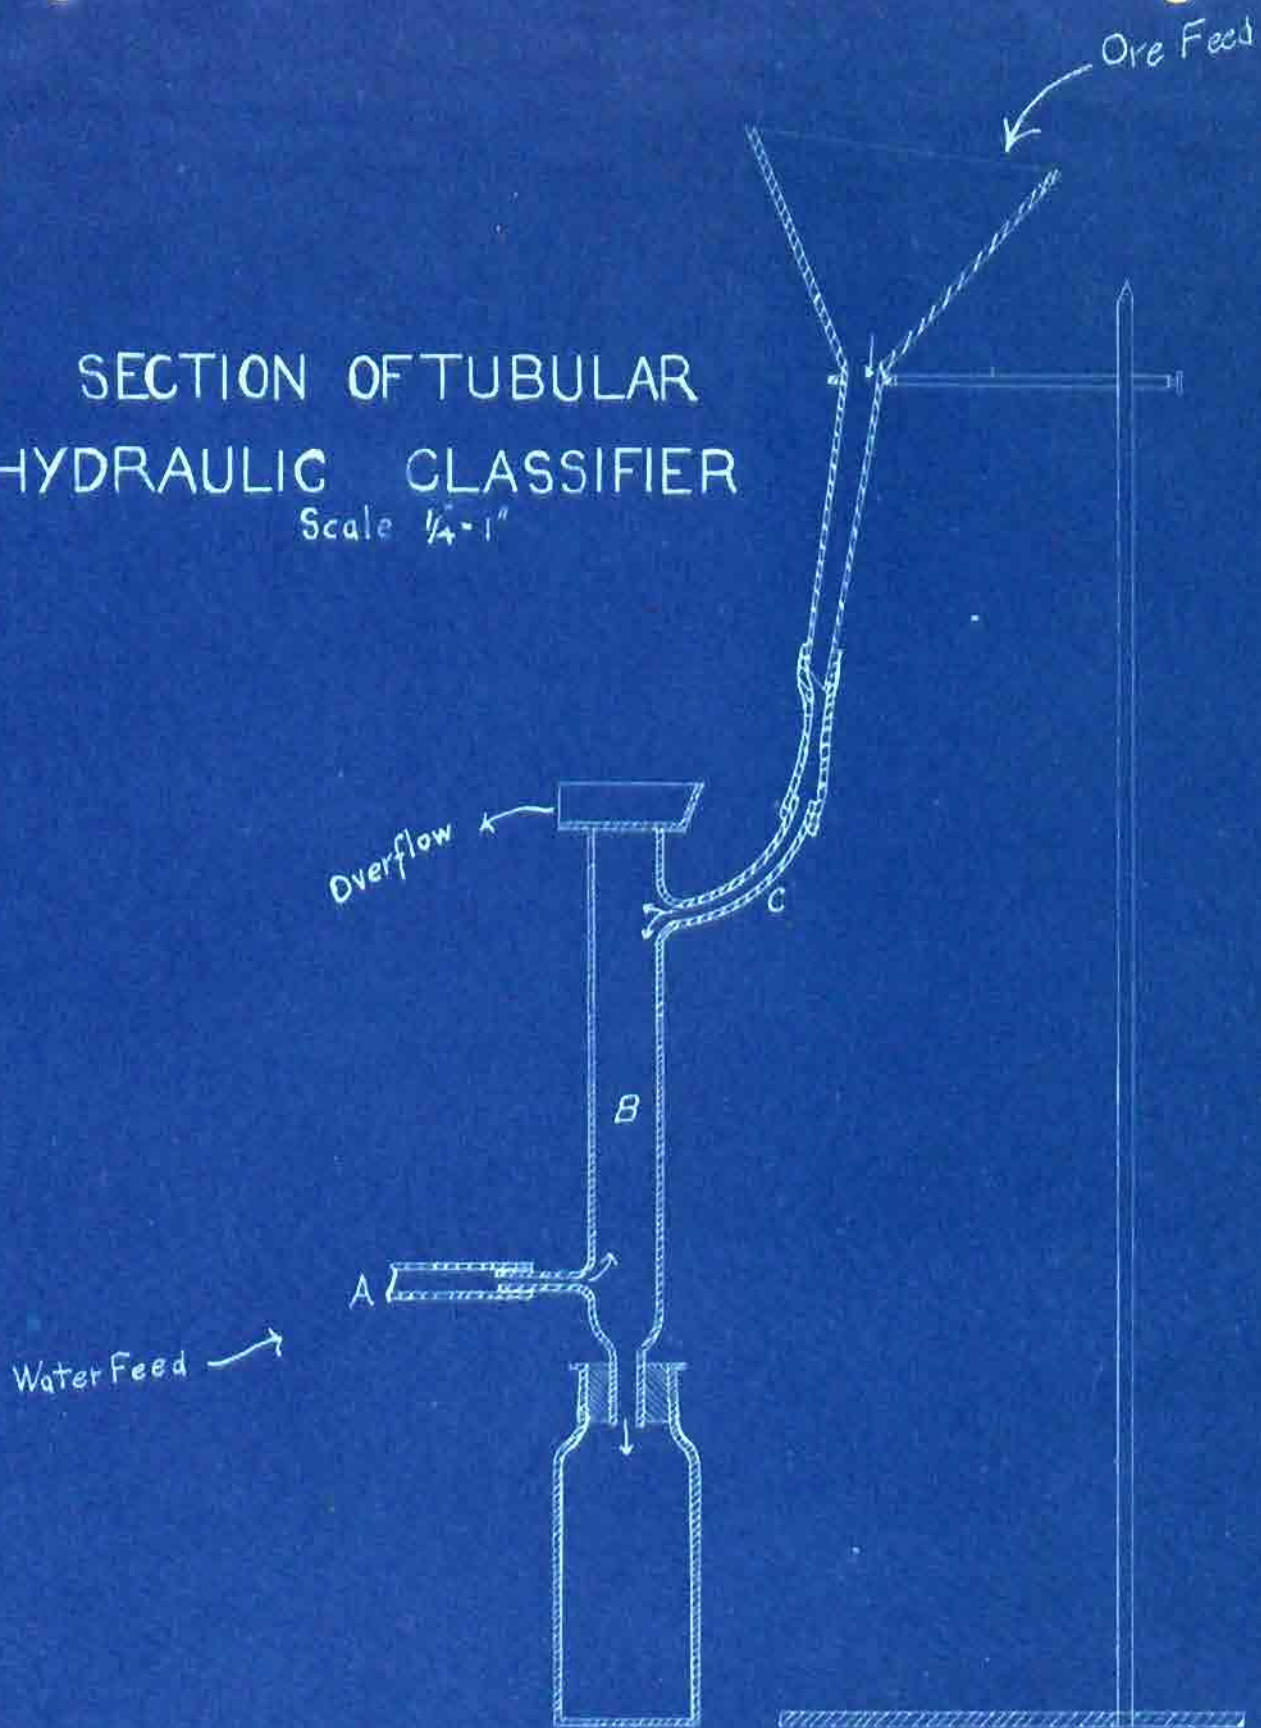 Ore Feed
SECTION OF TUBULAR
HYDRAULIC CLASSIFIER
Scale 1/4" - 1"
Overflow
C
B
A
Water Feed